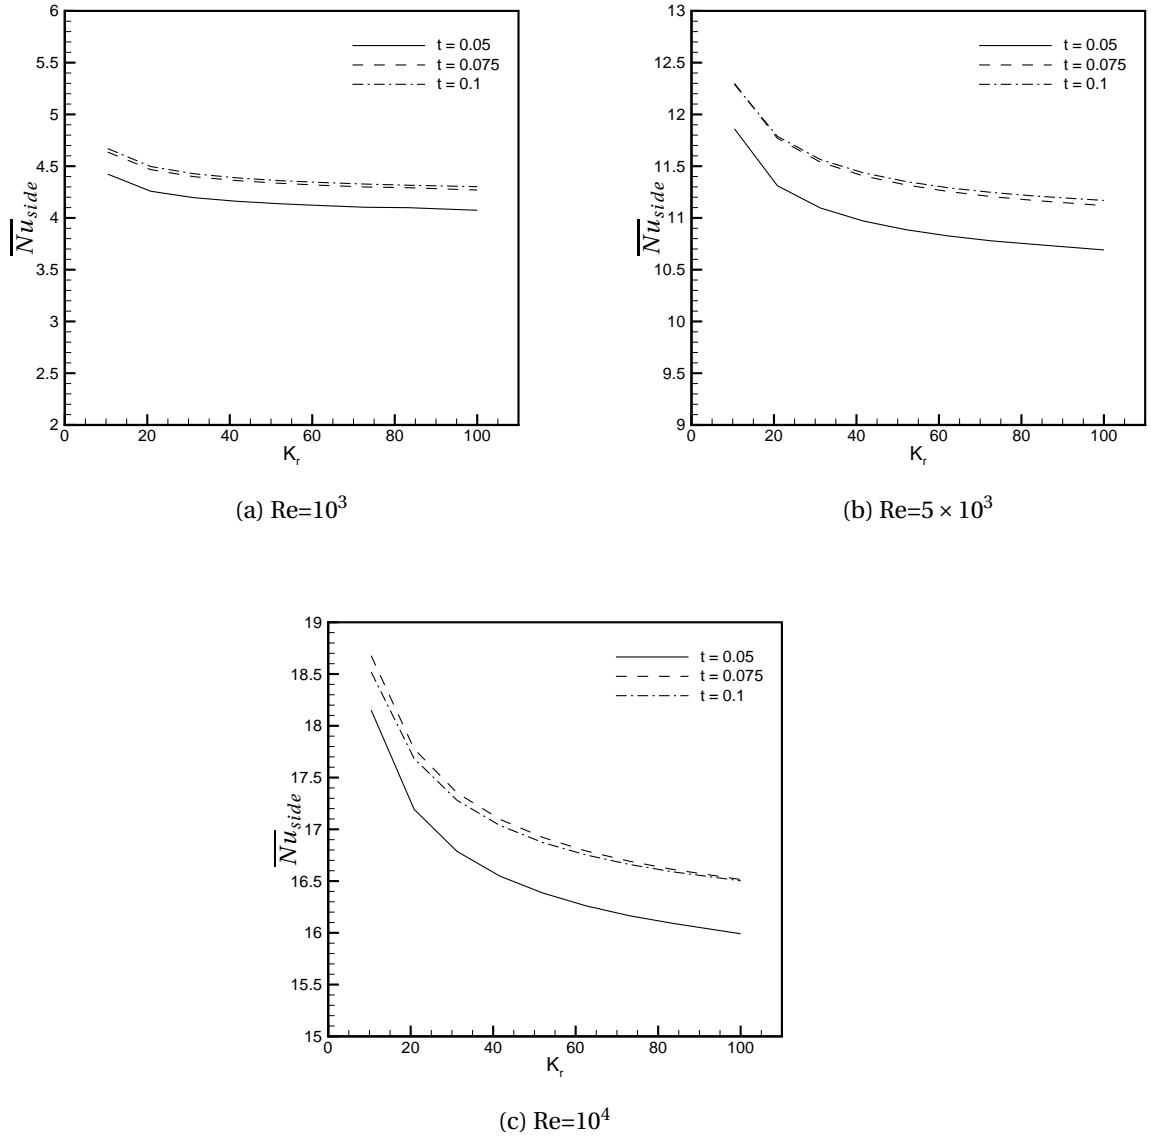 6
5.5
5
4.5
4
3.5
3
2.5
2
0 20 40 60 80 100
Nu_side
K_r
t = 0.05
t = 0.075
t = 0.1
(a) Re=10^3
13
12.5
12
11.5
11
10.5
10
9.5
9
0 20 40 60 80 100
Nu_side
K_r
t = 0.05
t = 0.075
t = 0.1
(b) Re=5 × 10^3
19
18.5
18
17.5
17
16.5
16
15.5
15
0 20 40 60 80 100
Nu_side
K_r
t = 0.05
t = 0.075
t = 0.1
(c) Re=10^4